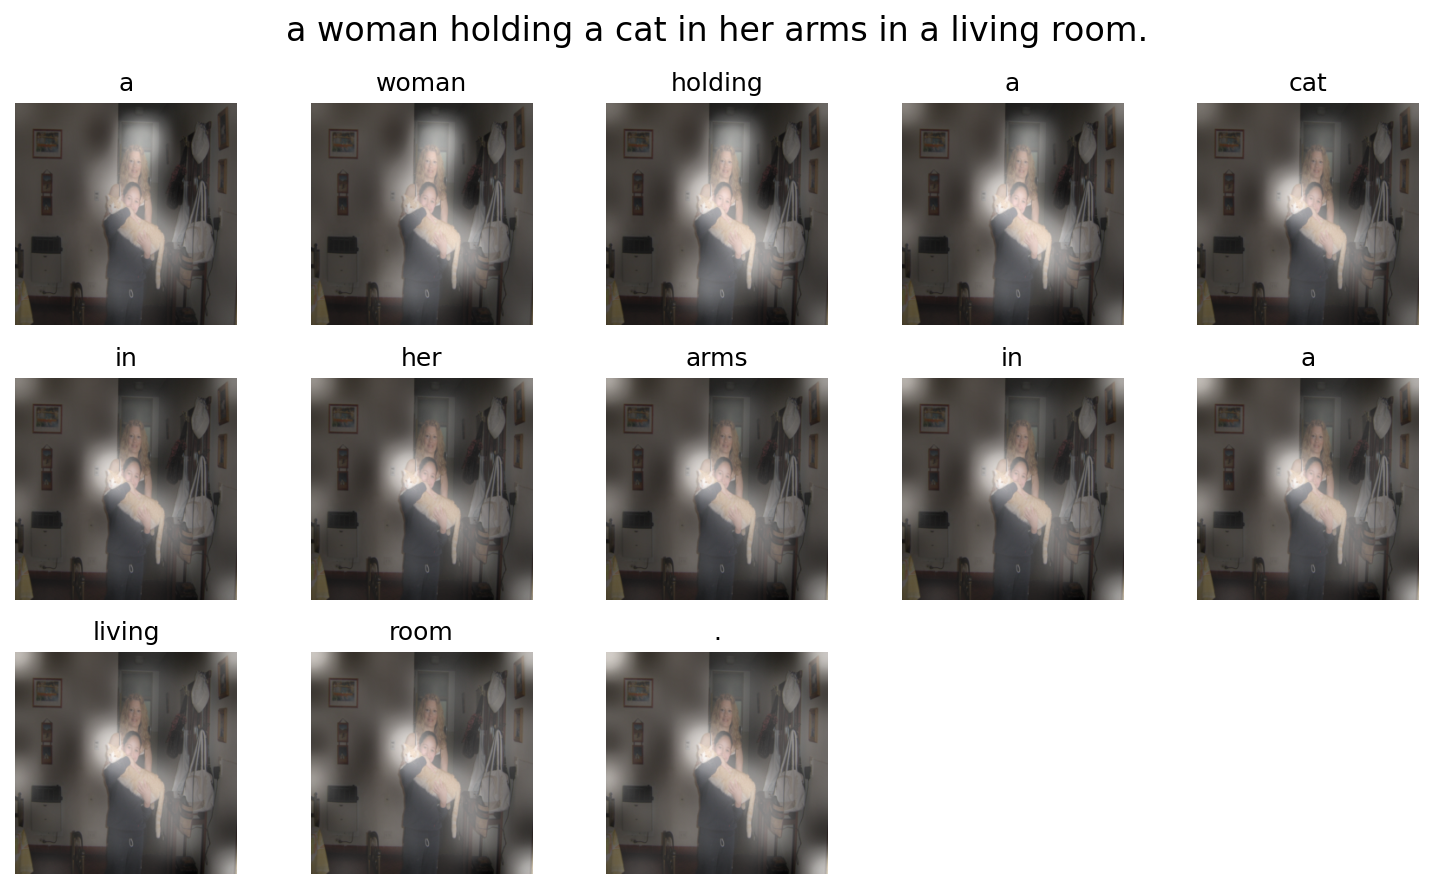 a woman holding a cat in her arms in a living room.
a woman holding a cat
in her arms in a
living room .